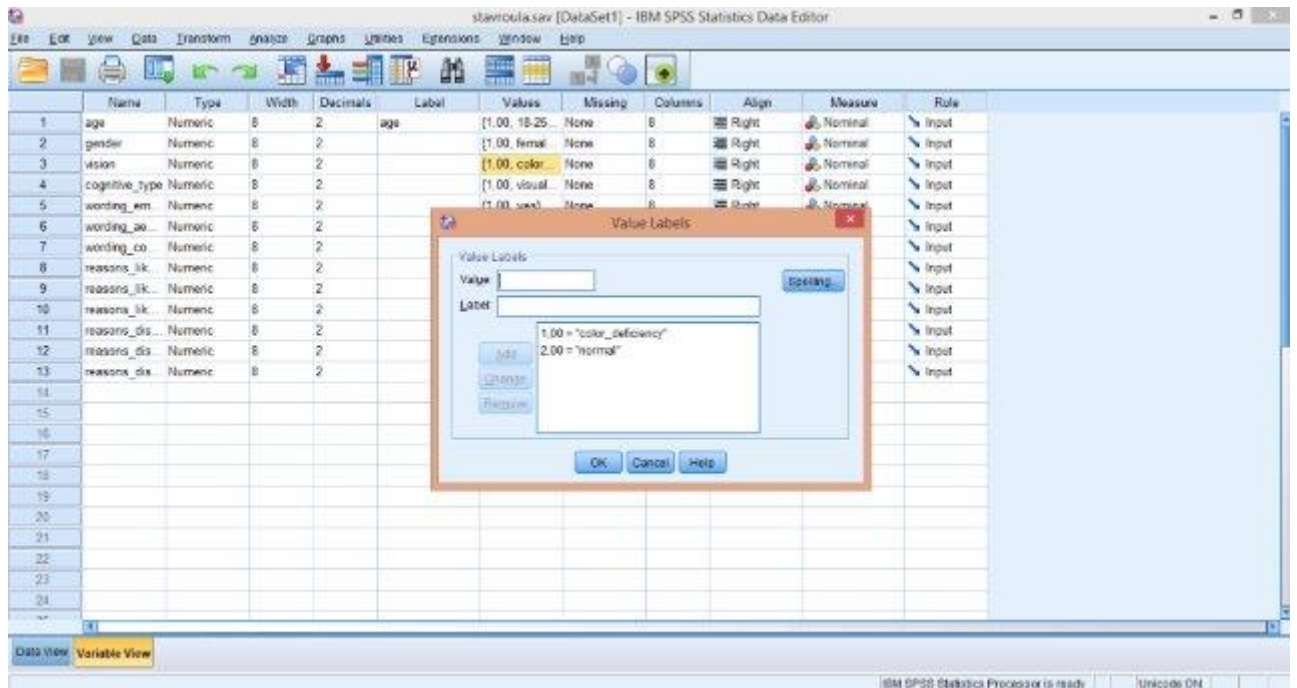 stavroula.sav [DataSet1] - IBM SPSS Statistics Data Editor
File Edit View Data Transform Analyze Graphs Utilities Extensions Window Help
Name Type Width Decimals Label Values Missing Columns Align Measure Role
1 age Numeric 8 2 age [1,00, 18-25... None 8 Right Nominal Input
2 gender Numeric 8 2 [1,00, femal... None 8 Right Nominal Input
3 vision Numeric 8 2 [1,00, color... None 8 Right Nominal Input
4 cognitive_type Numeric 8 2 [1,00, visual... None 8 Right Nominal Input
5 wording_em... Numeric 8 2 [1,00, yes]... None 8 Right Nominal Input
6 wording_ae... Numeric 8 2 Input
7 wording_co... Numeric 8 2 Input
8 reasons_lik... Numeric 8 2 Input
9 reasons_lik... Numeric 8 2 Input
10 reasons_lik... Numeric 8 2 Input
11 reasons_dis... Numeric 8 2 Input
12 reasons_dis... Numeric 8 2 Input
13 reasons_dis... Numeric 8 2 Input
14
15
16
17
18
19
20
21
22
23
24
Value Labels
Value Labels
Value:
Spelling...
Label:
1,00 = "color_deficiency"
2,00 = "normal"
Add
Change
Remove
OK Cancel Help
Data View Variable View
IBM SPSS Statistics Processor is ready Unicode:ON